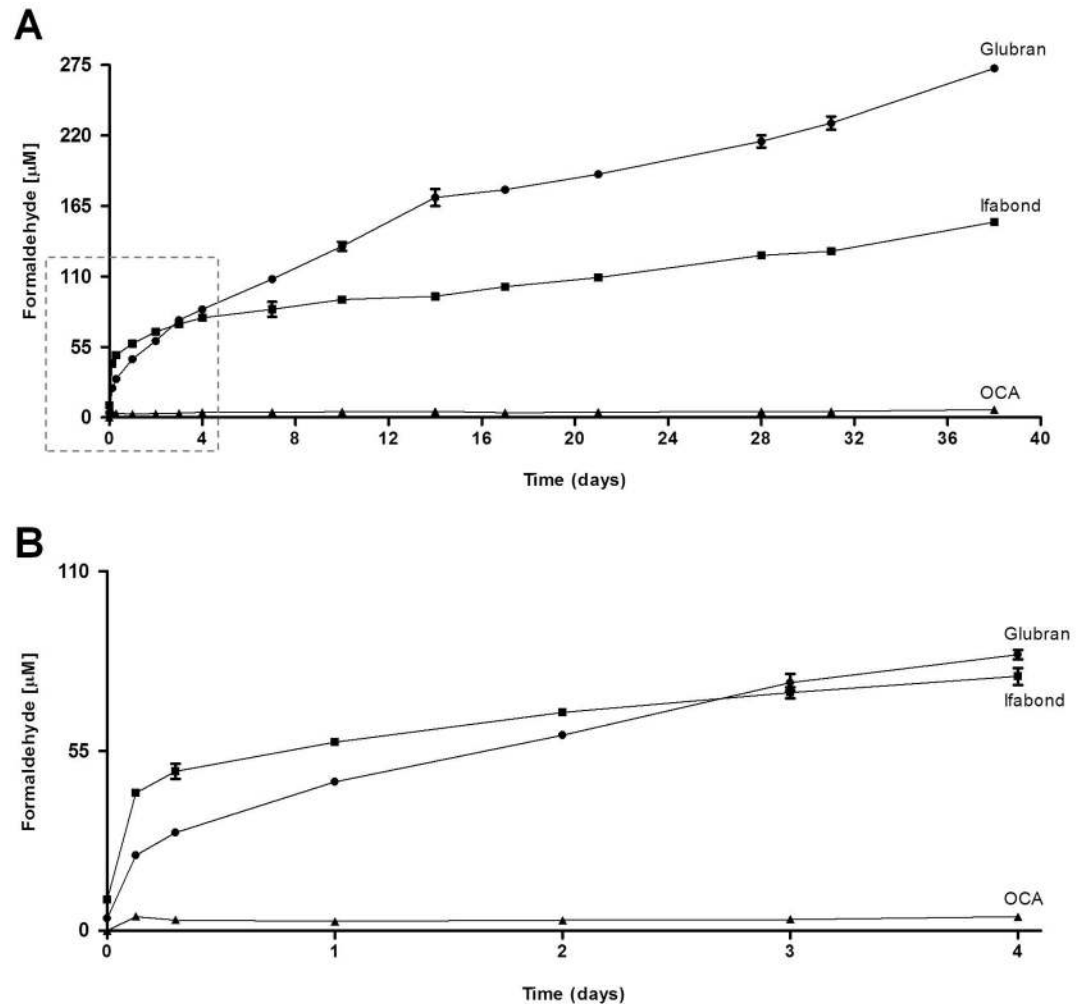 A
Glubran
275
220
165
110
55
0
Formaldehyde [µM]
Ifabond
OCA
0 4 8 12 16 20 24 28 32 36 40
Time (days)
B
110
55
0
Formaldehyde [µM]
Glubran
Ifabond
OCA
0 1 2 3 4
Time (days)